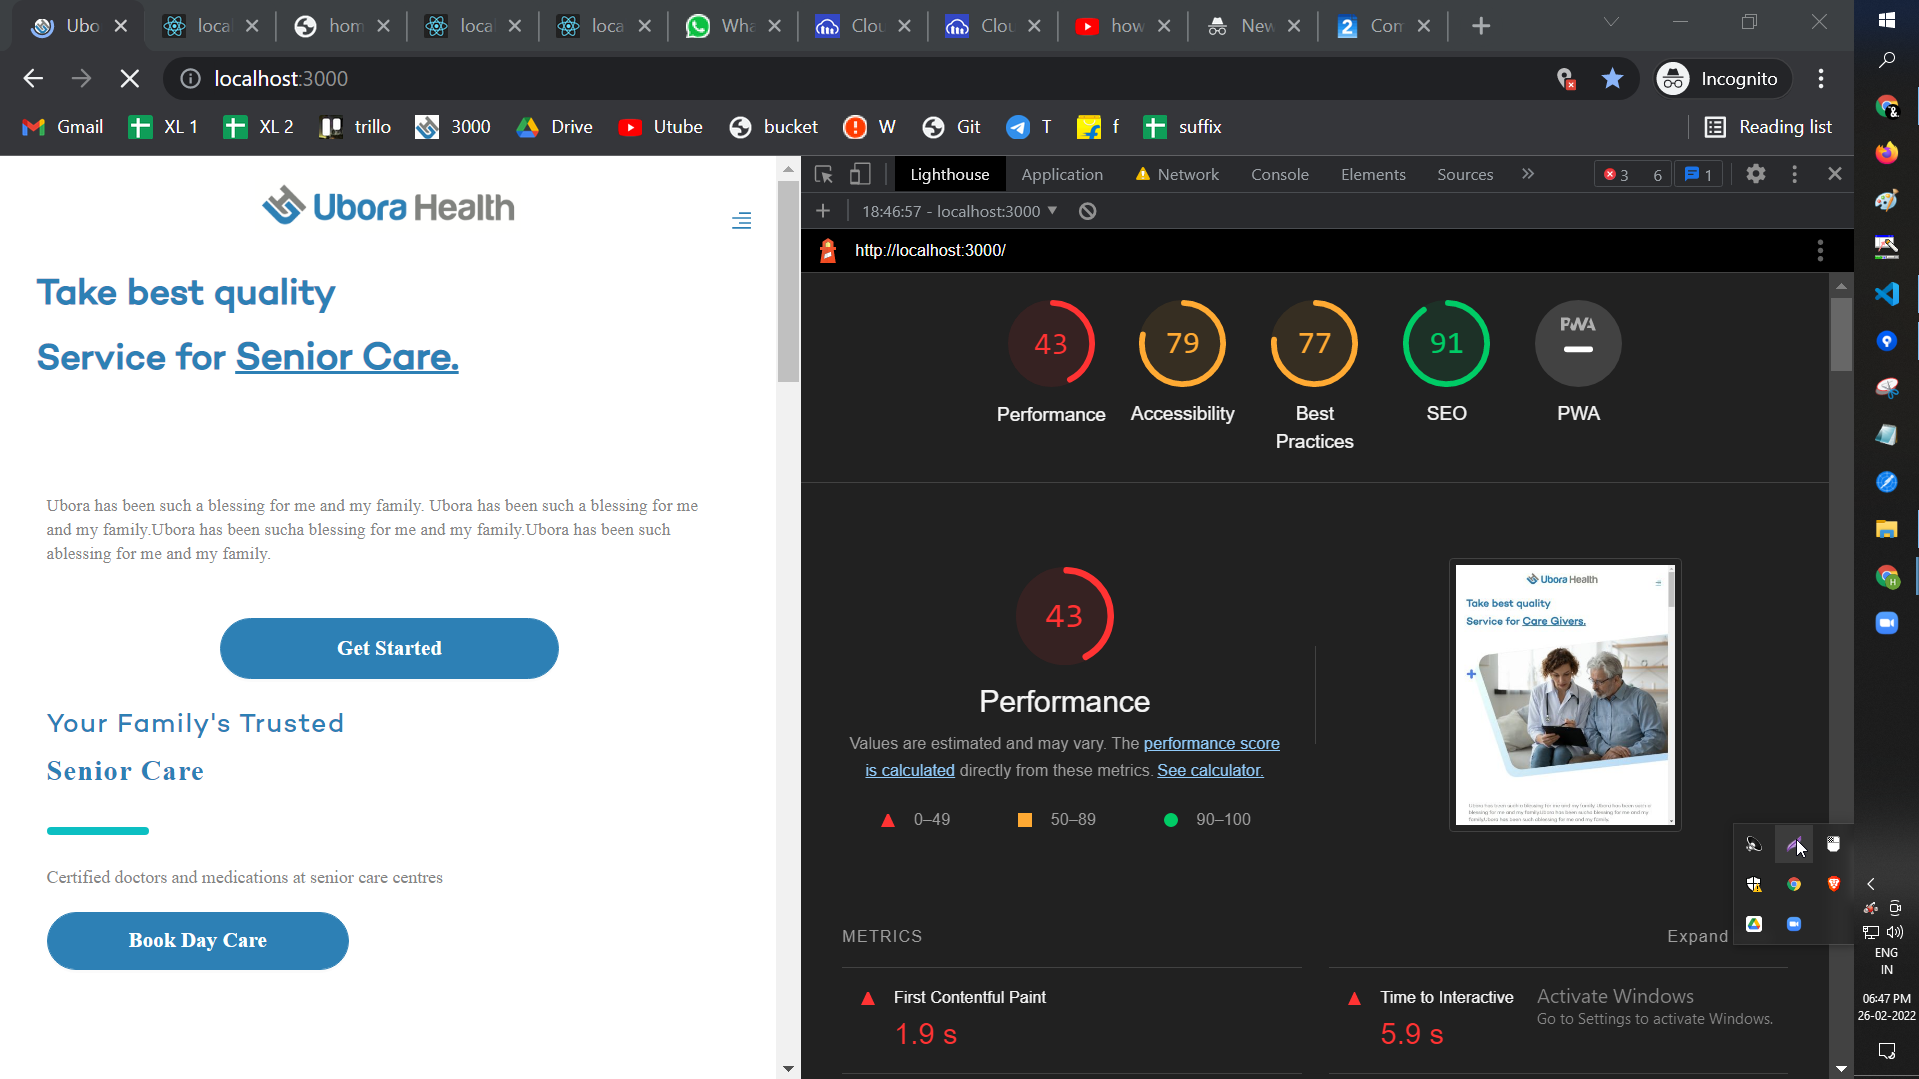 Ubo
local
hom
local
loca
Wha
Clou
Clou
how
New
2
Com
localhost:3000
Incognito
Gmail
XL 1
XL 2
trillo
3000
Drive
Utube
bucket
W
Git
T
f
suffix
Reading list
Ubora Health
Take best quality
Service for Senior Care.
Ubora has been such a blessing for me and my family. Ubora has been such a blessing for me
and my family.Ubora has been sucha blessing for me and my family.Ubora has been such
ablessing for me and my family.
Get Started
Your Family's Trusted
Senior Care
Certified doctors and medications at senior care centres
Book Day Care
Lighthouse
Application
Network
Console
Elements
Sources
3
6
1
18:46:57 - localhost:3000
http://localhost:3000/
43
79
77
91
PWA
Performance
Accessibility
Best
Practices
SEO
PWA
43
Performance
Values are estimated and may vary. The performance score
is calculated directly from these metrics. See calculator.
0–49
50–89
90–100
Ubora Health
Take best quality
Service for Care Givers.
METRICS
Expand
First Contentful Paint
1.9 s
Time to Interactive
5.9 s
Activate Windows
Go to Settings to activate Windows.
ENG
IN
06:47 PM
26-02-2022